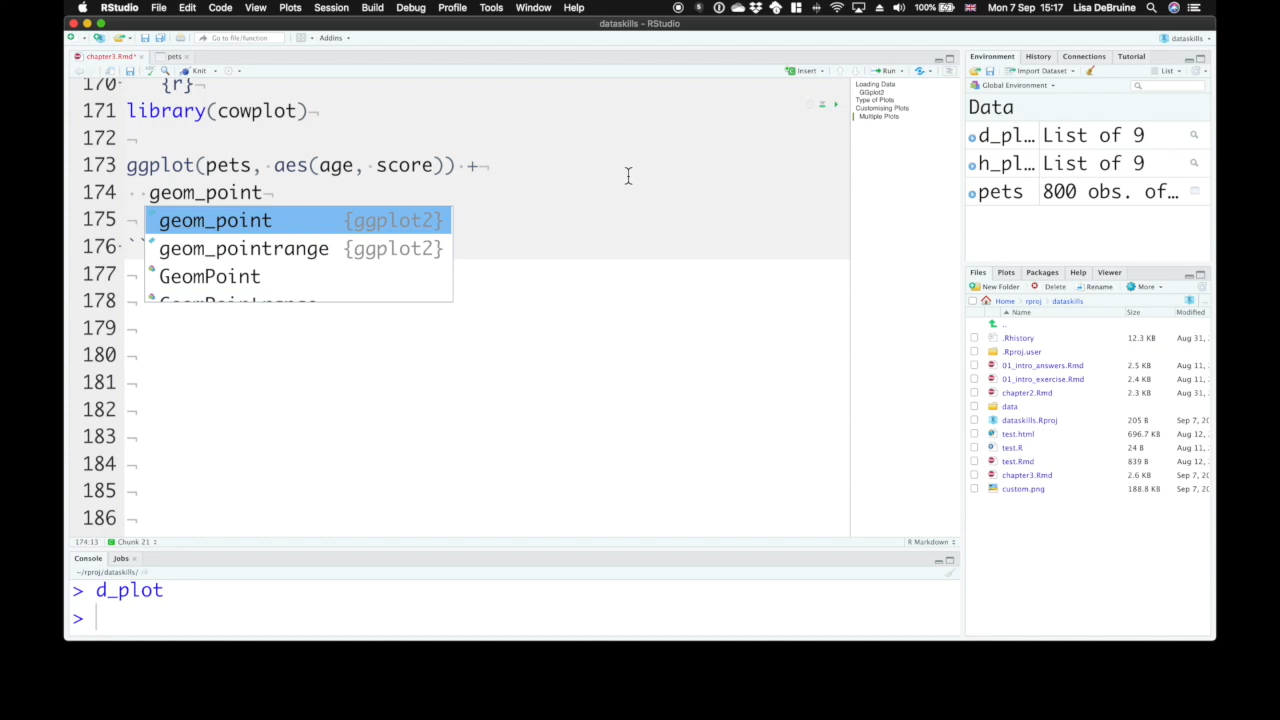 RStudio File Edit Code View Plots Session Build Debug Profile Tools Window Help 100% Mon 7 Sep 15:17 Lisa DeBruine
dataskills - RStudio
Go to file/function Addins dataskills
chapter3.Rmd* × pets ×
Knit Insert Run
170 {r}¬
171 library(cowplot)¬
172 ¬
173 ggplot(pets, aes(age, score)) +¬
174 geom_point¬
175 ¬ geom_point {ggplot2}
176 `` geom_pointrange {ggplot2}
177 ¬ GeomPoint
178 ¬ GeomPointrange
179 ¬
180 ¬
181 ¬
182 ¬
183 ¬
184 ¬
185 ¬
186 ¬
174:13 Chunk 21 R Markdown
Loading Data
GGplot2
Type of Plots
Customising Plots
Multiple Plots
Console Jobs ×
~/rproj/dataskills/
> d_plot
>
Environment History Connections Tutorial
Import Dataset List
Global Environment
Data
d_pl... List of 9
h_pl... List of 9
pets 800 obs. of...
Files Plots Packages Help Viewer
New Folder Delete Rename More
Home rproj dataskills ...
Name Size Modified
..
.Rhistory 12.3 KB Aug 31,
.Rproj.user
01_intro_answers.Rmd 2.5 KB Aug 11,
01_intro_exercise.Rmd 2.4 KB Aug 11,
chapter2.Rmd 2.3 KB Aug 31,
data
dataskills.Rproj 205 B Sep 7, 20
test.html 696.7 KB Aug 12,
test.R 24 B Aug 11,
test.Rmd 839 B Aug 12,
chapter3.Rmd 2.6 KB Sep 7, 20
custom.png 188.8 KB Sep 7, 20